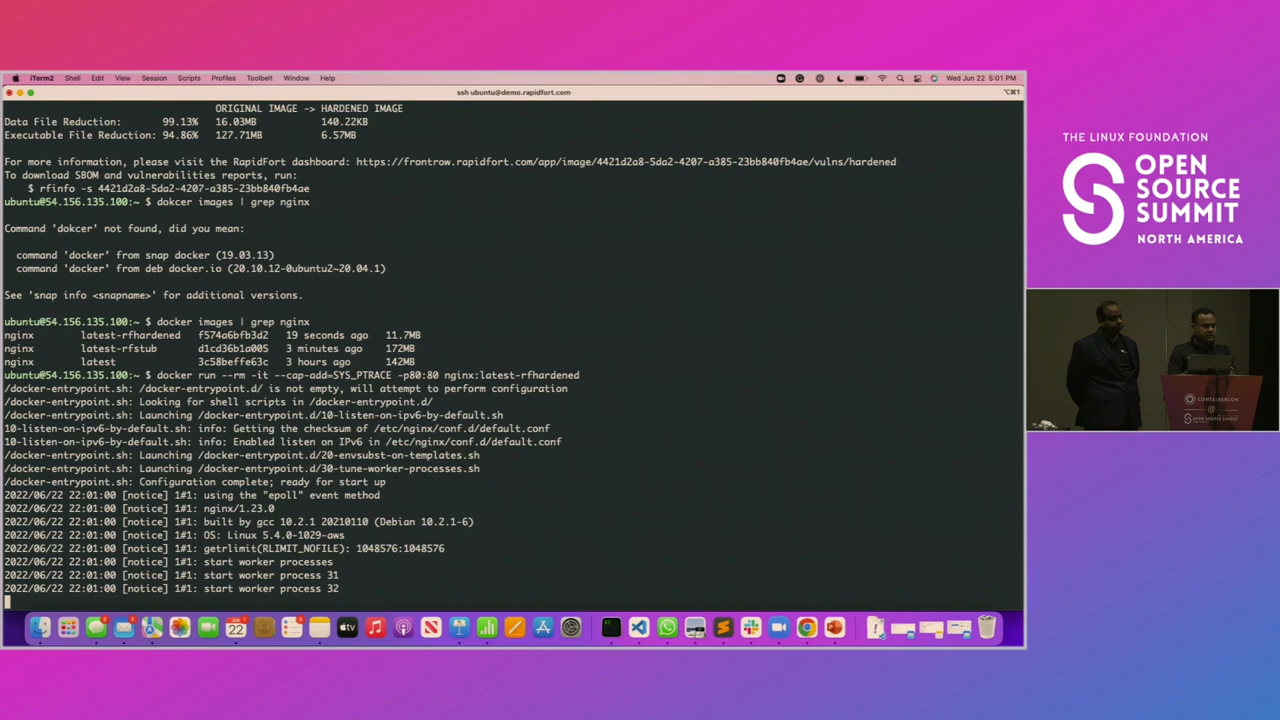 iTerm2 Shell Edit View Session Scripts Profiles Toolbelt Window Help Wed Jun 22 5:01 PM
ssh ubuntu@demo.rapidfort.com ⌥⌘1
ORIGINAL IMAGE -> HARDENED IMAGE
Data File Reduction: 99.13% 16.03MB 140.22KB
Executable File Reduction: 94.86% 127.71MB 6.57MB
For more information, please visit the RapidFort dashboard: https://frontrow.rapidfort.com/app/image/4421d2a8-5da2-4207-a385-23bb840fb4ae/vulns/hardened
To download SBOM and vulnerabilities reports, run:
$ rfinfo -s 4421d2a8-5da2-4207-a385-23bb840fb4ae
ubuntu@54.156.135.100:~ $ dokcer images | grep nginx
Command 'dokcer' not found, did you mean:
command 'docker' from snap docker (19.03.13)
command 'docker' from deb docker.io (20.10.12-0ubuntu2~20.04.1)
See 'snap info <snapname>' for additional versions.
ubuntu@54.156.135.100:~ $ docker images | grep nginx
nginx latest-rfhardened f574a6bfb3d2 19 seconds ago 11.7MB
nginx latest-rfstub d1cd36b1a005 3 minutes ago 172MB
nginx latest 3c58beffe63c 3 hours ago 142MB
ubuntu@54.156.135.100:~ $ docker run --rm -it --cap-add=SYS_PTRACE -p80:80 nginx:latest-rfhardened
/docker-entrypoint.sh: /docker-entrypoint.d/ is not empty, will attempt to perform configuration
/docker-entrypoint.sh: Looking for shell scripts in /docker-entrypoint.d/
/docker-entrypoint.sh: Launching /docker-entrypoint.d/10-listen-on-ipv6-by-default.sh
10-listen-on-ipv6-by-default.sh: info: Getting the checksum of /etc/nginx/conf.d/default.conf
10-listen-on-ipv6-by-default.sh: info: Enabled listen on IPv6 in /etc/nginx/conf.d/default.conf
/docker-entrypoint.sh: Launching /docker-entrypoint.d/20-envsubst-on-templates.sh
/docker-entrypoint.sh: Launching /docker-entrypoint.d/30-tune-worker-processes.sh
/docker-entrypoint.sh: Configuration complete; ready for start up
2022/06/22 22:01:00 [notice] 1#1: using the "epoll" event method
2022/06/22 22:01:00 [notice] 1#1: nginx/1.23.0
2022/06/22 22:01:00 [notice] 1#1: built by gcc 10.2.1 20210110 (Debian 10.2.1-6)
2022/06/22 22:01:00 [notice] 1#1: OS: Linux 5.4.0-1029-aws
2022/06/22 22:01:00 [notice] 1#1: getrlimit(RLIMIT_NOFILE): 1048576:1048576
2022/06/22 22:01:00 [notice] 1#1: start worker processes
2022/06/22 22:01:00 [notice] 1#1: start worker process 31
2022/06/22 22:01:00 [notice] 1#1: start worker process 32
22
tv
THE LINUX FOUNDATION
OPEN
SOURCE
SUMMIT
NORTH AMERICA
CONTAINERCON
@
OPEN SOURCE SUMMIT